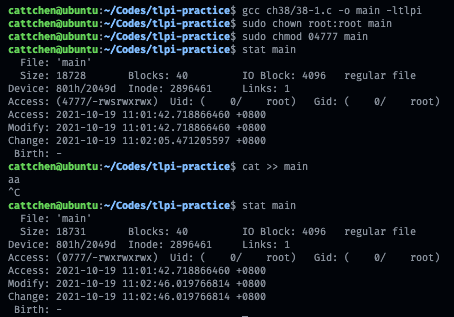 cattchen@ubuntu:~/Codes/tlpi-practice$ gcc ch38/38-1.c -o main -ltlpi
cattchen@ubuntu:~/Codes/tlpi-practice$ sudo chown root:root main
cattchen@ubuntu:~/Codes/tlpi-practice$ sudo chmod 04777 main
cattchen@ubuntu:~/Codes/tlpi-practice$ stat main
  File: 'main'
  Size: 18728      Blocks: 40         IO Block: 4096   regular file
Device: 801h/2049d  Inode: 2896461     Links: 1
Access: (4777/-rwsrwxrwx)  Uid: (    0/    root)   Gid: (    0/    root)
Access: 2021-10-19 11:01:42.718866460 +0800
Modify: 2021-10-19 11:01:42.718866460 +0800
Change: 2021-10-19 11:02:05.471205597 +0800
 Birth: -
cattchen@ubuntu:~/Codes/tlpi-practice$ cat >> main
aa
^C
cattchen@ubuntu:~/Codes/tlpi-practice$ stat main
  File: 'main'
  Size: 18731      Blocks: 40         IO Block: 4096   regular file
Device: 801h/2049d  Inode: 2896461     Links: 1
Access: (0777/-rwxrwxrwx)  Uid: (    0/    root)   Gid: (    0/    root)
Access: 2021-10-19 11:01:42.718866460 +0800
Modify: 2021-10-19 11:02:46.019766814 +0800
Change: 2021-10-19 11:02:46.019766814 +0800
 Birth: -